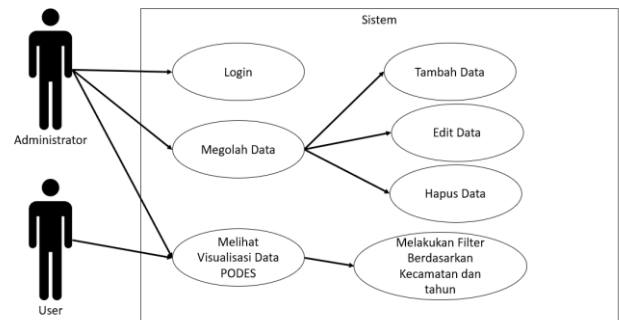 Sistem
Login
Tambah Data
Administrator
Megolah Data
Edit Data
Hapus Data
Melihat
Visualisasi Data
PODES
Melakukan Filter
Berdasarkan
Kecamatan dan
tahun
User